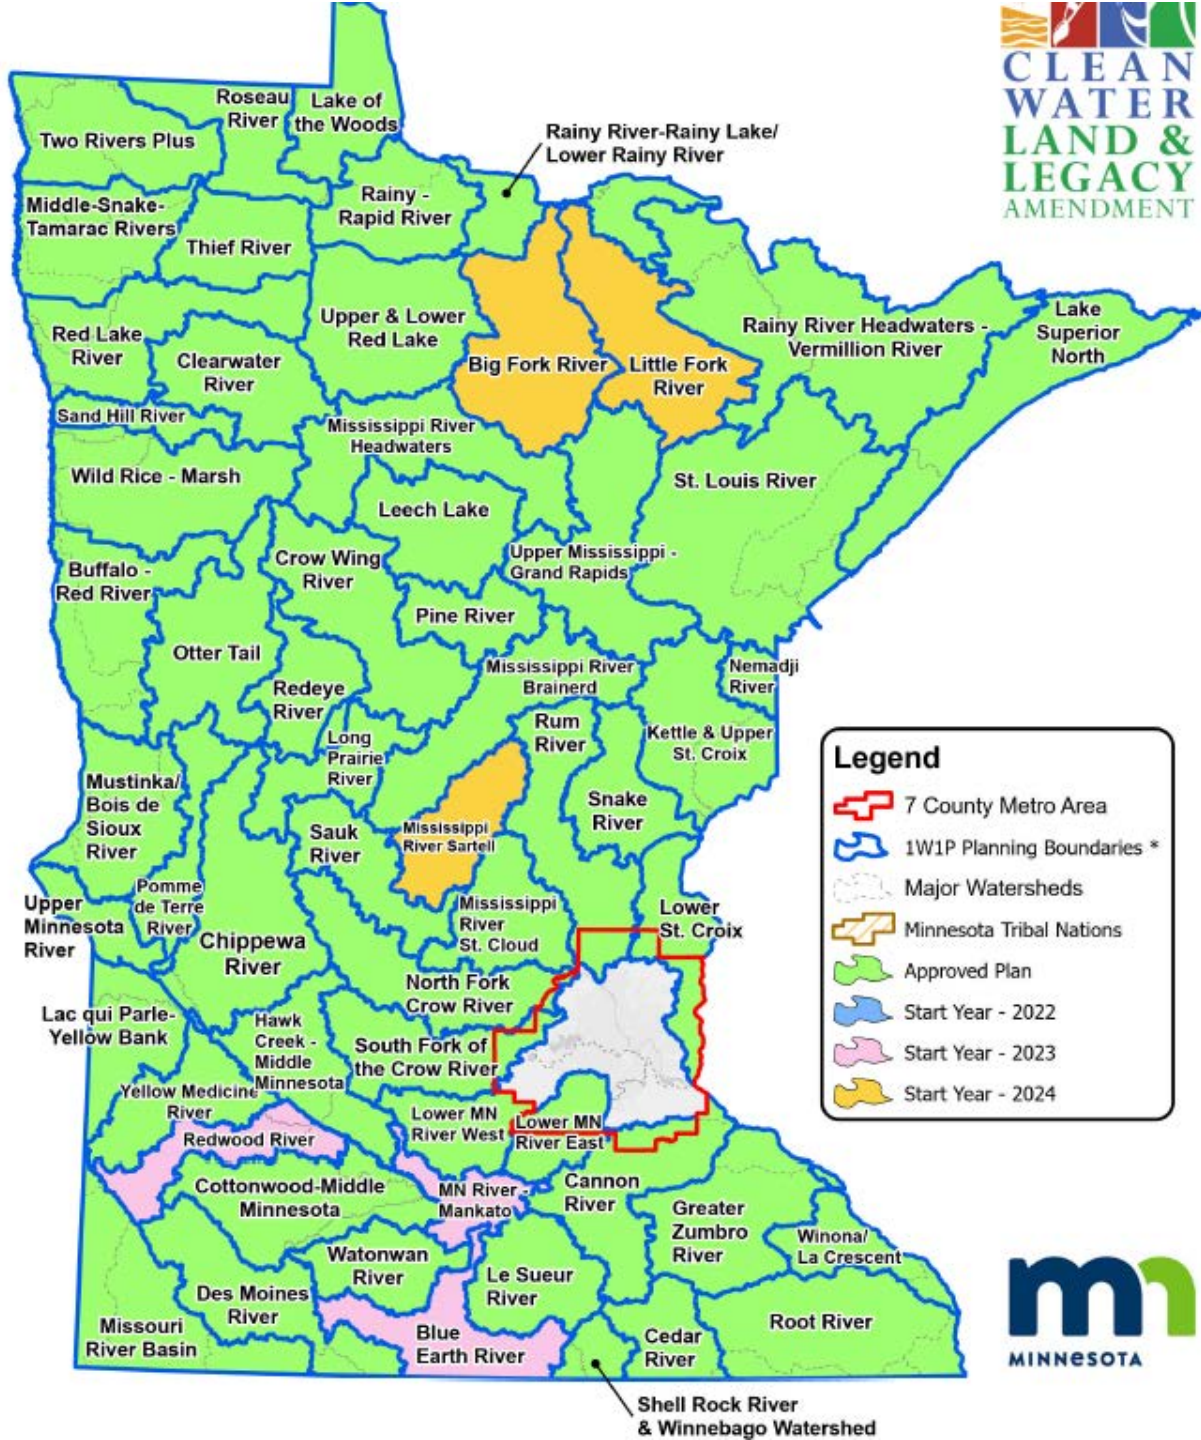 CLEAN
WATER
LAND &
LEGACY
AMENDMENT
Roseau
River
Lake of
the Woods
Two Rivers Plus
Rainy River-Rainy Lake/
Lower Rainy River
Middle-Snake-
Tamarac Rivers
Thief River
Rainy -
Rapid River
Red Lake
River
Clearwater
River
Upper & Lower
Red Lake
Big Fork River
Little Fork
River
Rainy River Headwaters -
Vermillion River
Lake
Superior
North
Sand Hill River
Mississippi River
Headwaters
Wild Rice - Marsh
Leech Lake
St. Louis River
Buffalo -
Red River
Crow Wing
River
Upper Mississippi -
Grand Rapids
Pine River
Otter Tail
Redeye
River
Mississippi River
Brainerd
Nemadji
River
Long
Prairie
River
Rum
River
Kettle & Upper
St. Croix
Mustinka/
Bois de
Sioux
River
Sauk
River
Mississippi
River Sartell
Snake
River
Upper
Minnesota
River
Pomme
de Terre
River
Chippewa
River
Mississippi
River
St. Cloud
Lower
St. Croix
North Fork
Crow River
Lac qui Parle-
Yellow Bank
Hawk
Creek -
Middle
Minnesota
South Fork of
the Crow River
Yellow Medicine
River
Redwood River
Lower MN
River West
Lower MN
River East
Cottonwood-Middle
Minnesota
MN River -
Mankato
Cannon
River
Greater
Zumbro
River
Winona/
La Crescent
Watonwan
River
Le Sueur
River
Des Moines
River
Missouri
River Basin
Blue
Earth River
Cedar
River
Root River
Shell Rock River
& Winnebago Watershed
Legend
7 County Metro Area
1W1P Planning Boundaries *
Major Watersheds
Minnesota Tribal Nations
Approved Plan
Start Year - 2022
Start Year - 2023
Start Year - 2024
mn
MINNESOTA